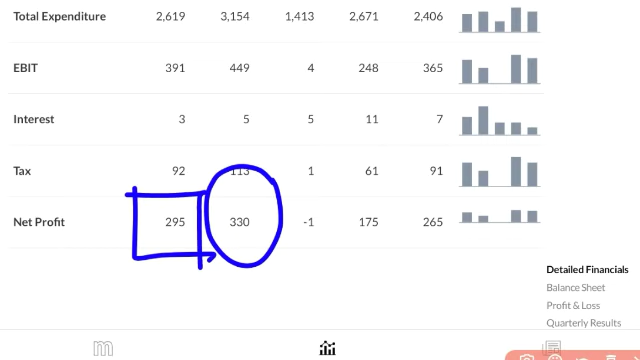 Total Expenditure 2,619 3,154 1,413 2,671 2,406
EBIT 391 449 4 248 365
Interest 3 5 5 11 7
Tax 92 113 1 61 91
Net Profit 295 330 -1 175 265
Detailed Financials
Balance Sheet
Profit & Loss
Quarterly Results
m